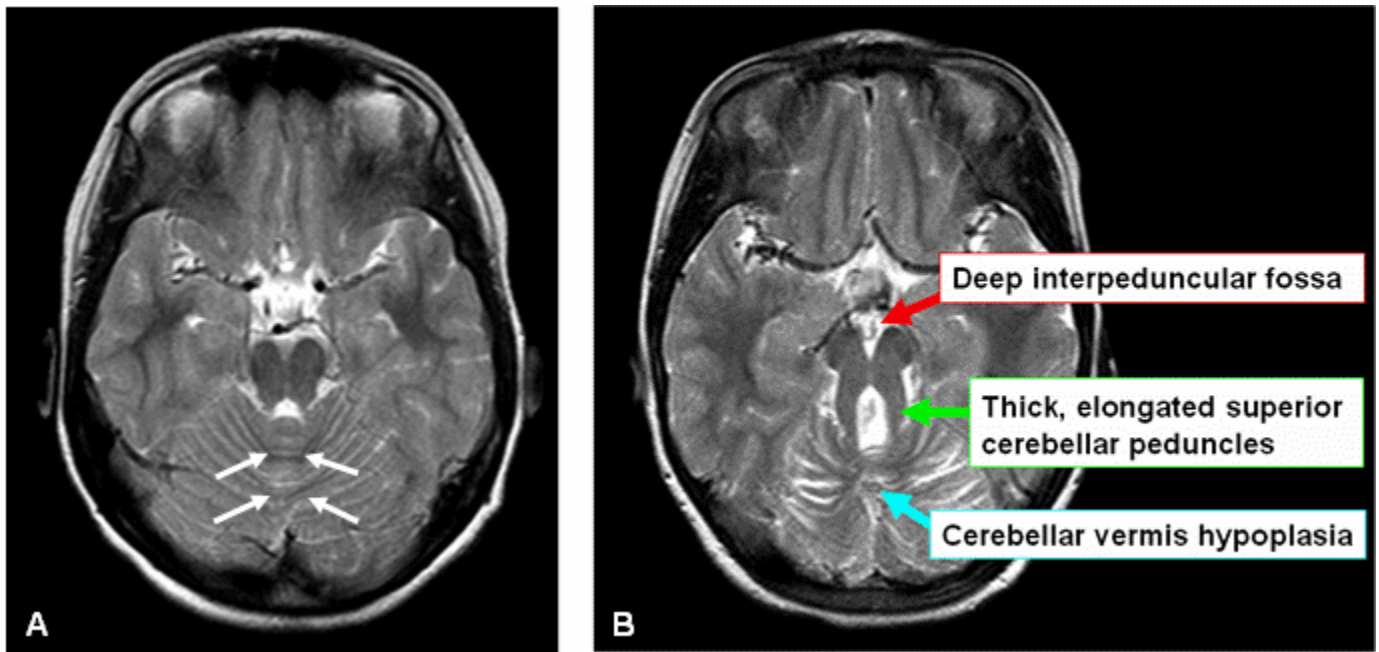 Deep interpeduncular fossa
Thick, elongated superior
cerebellar peduncles
Cerebellar vermis hypoplasia
A
B